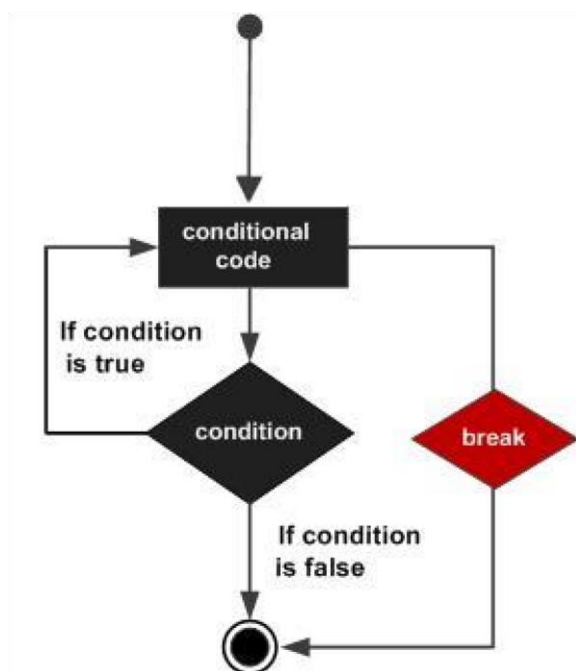 conditional
code
If condition
is true
condition
break
If condition
is false